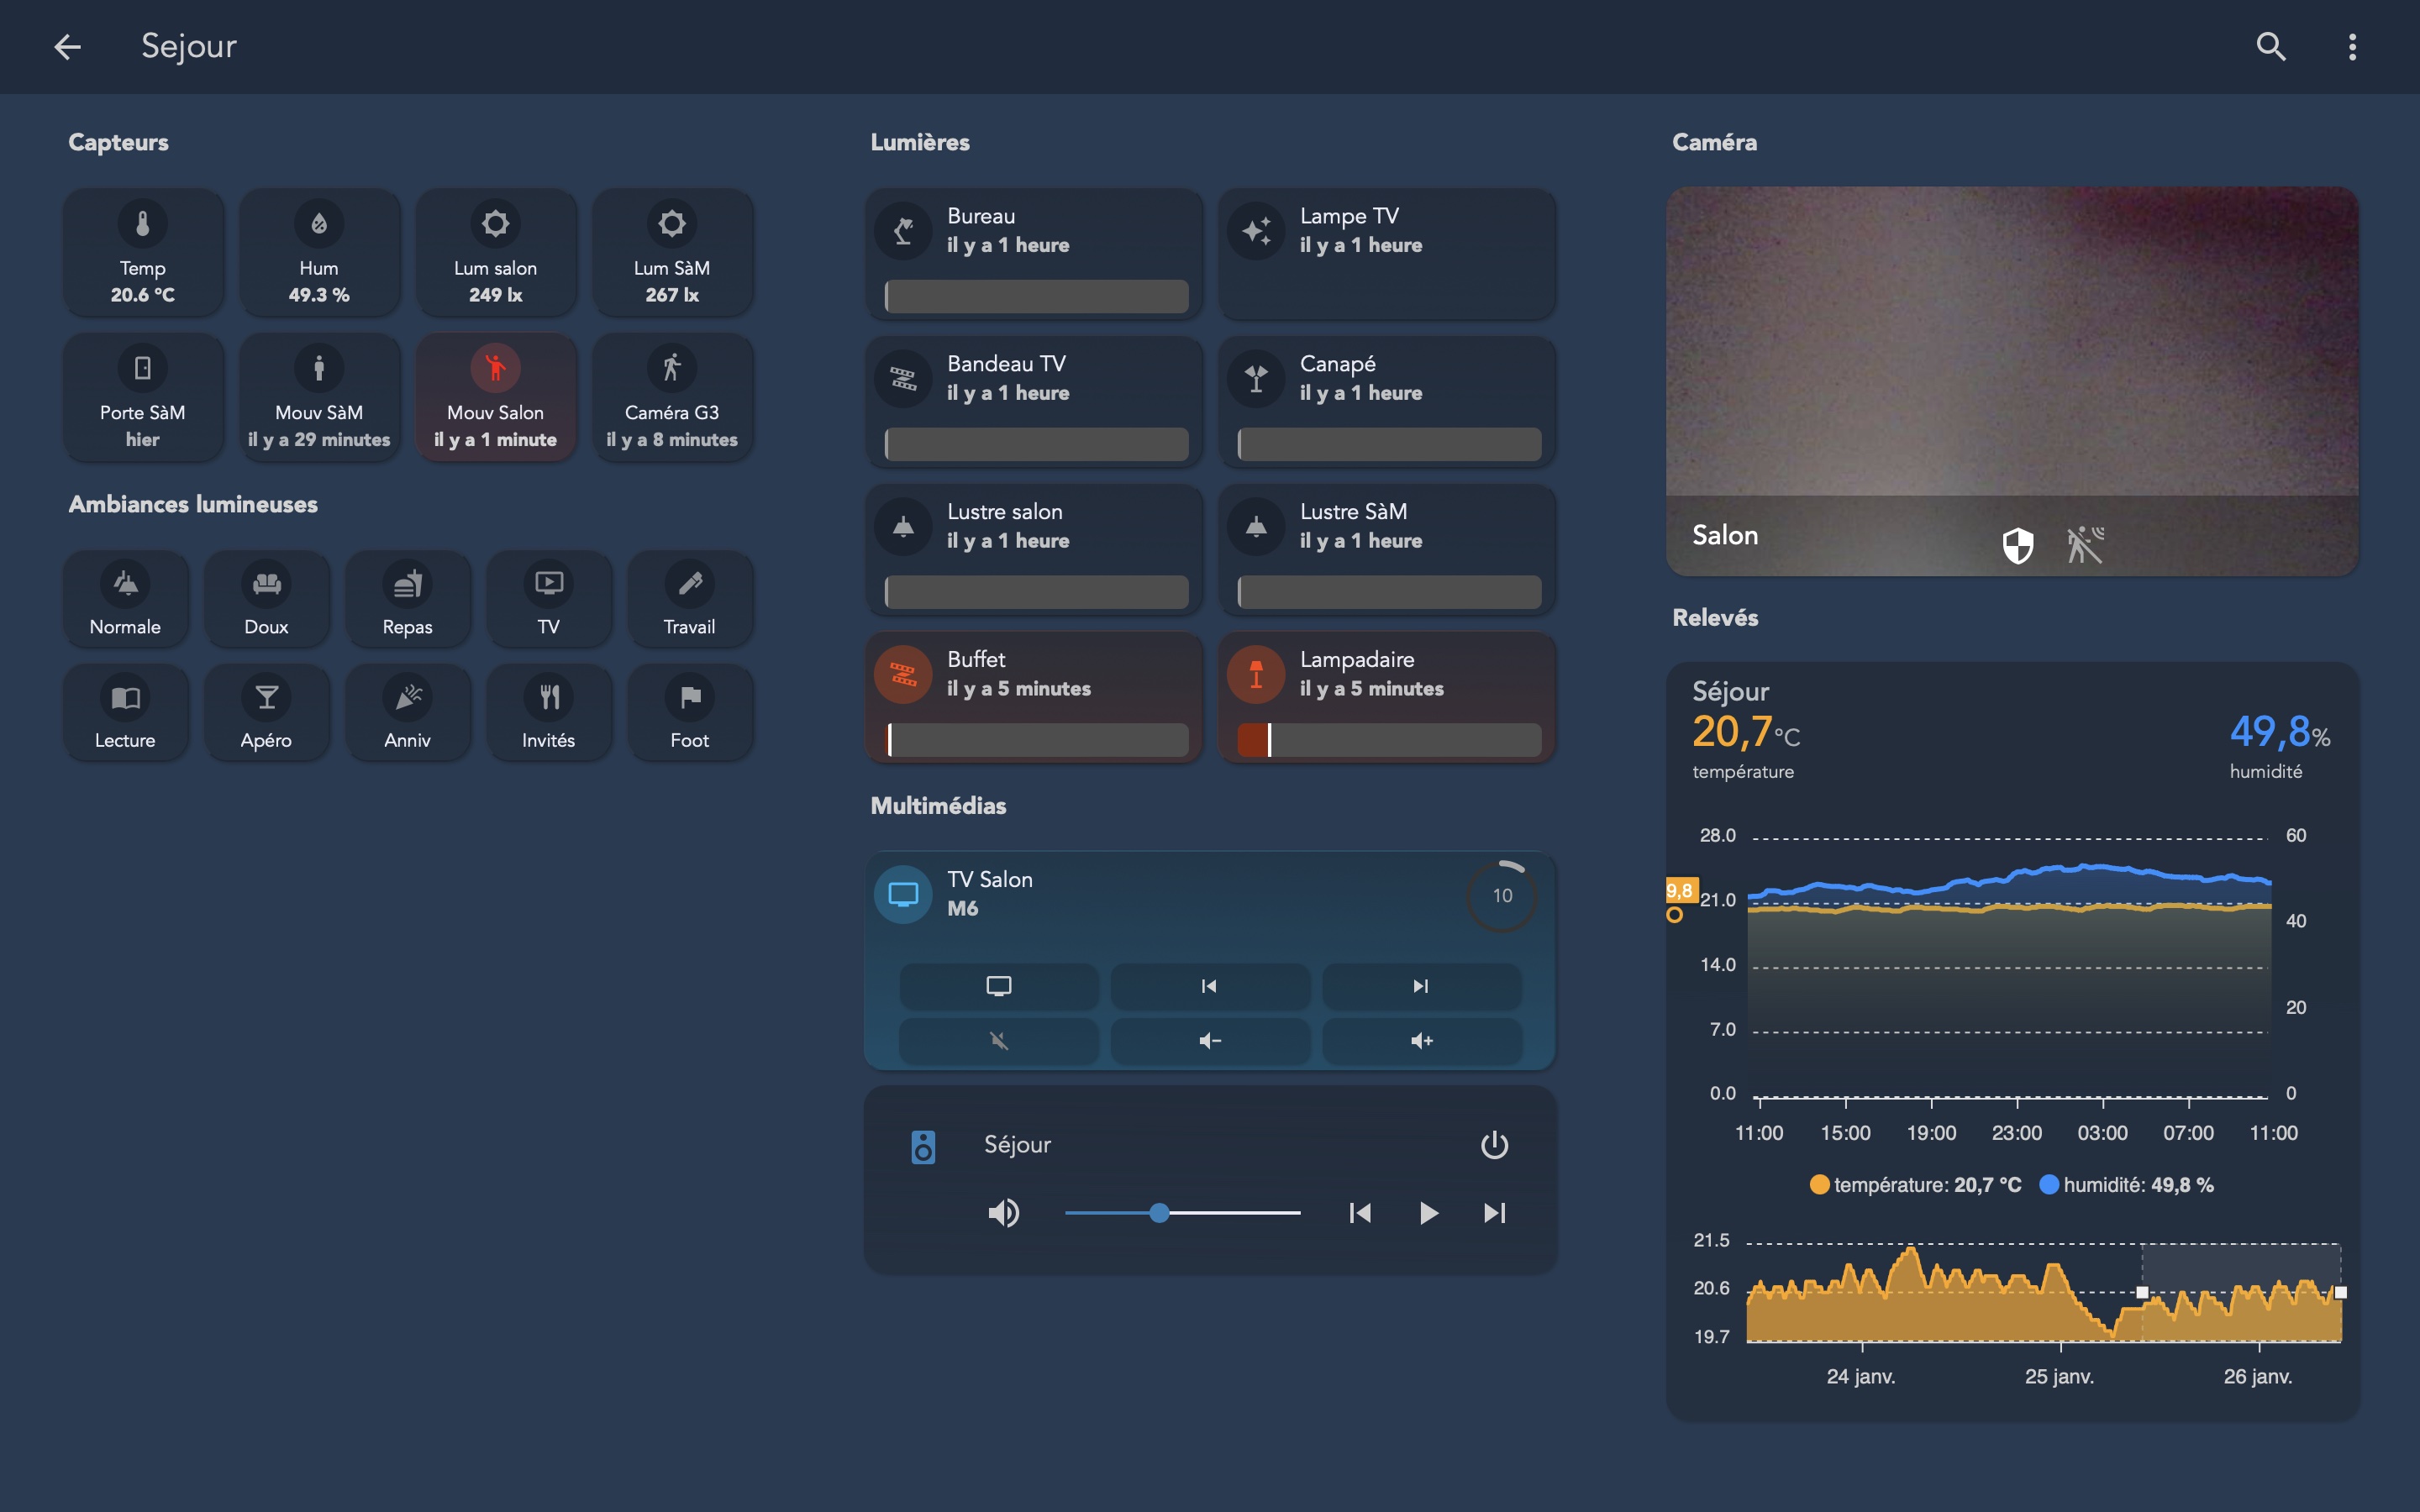 Sejour
Capteurs
Temp
20.6 °C
Hum
49.3 %
Lum salon
249 lx
Lum SàM
267 lx
Porte SàM
hier
Mouv SàM
il y a 29 minutes
Mouv Salon
il y a 1 minute
Caméra G3
il y a 8 minutes
Ambiances lumineuses
Normale
Doux
Repas
TV
Travail
Lecture
Apéro
Anniv
Invités
Foot
Lumières
Bureau
il y a 1 heure
Lampe TV
il y a 1 heure
Bandeau TV
il y a 1 heure
Canapé
il y a 1 heure
Lustre salon
il y a 1 heure
Lustre SàM
il y a 1 heure
Buffet
il y a 5 minutes
Lampadaire
il y a 5 minutes
Multimédias
TV Salon
M6
10
Séjour
Caméra
Salon
Relevés
Séjour
20,7 °C
température
49,8 %
humidité
28.0
21.0
14.0
7.0
0.0
9,8
60
40
20
0
11:00 15:00 19:00 23:00 03:00 07:00 11:00
température: 20,7 °C humidité: 49,8 %
21.5
20.6
19.7
24 janv. 25 janv. 26 janv.